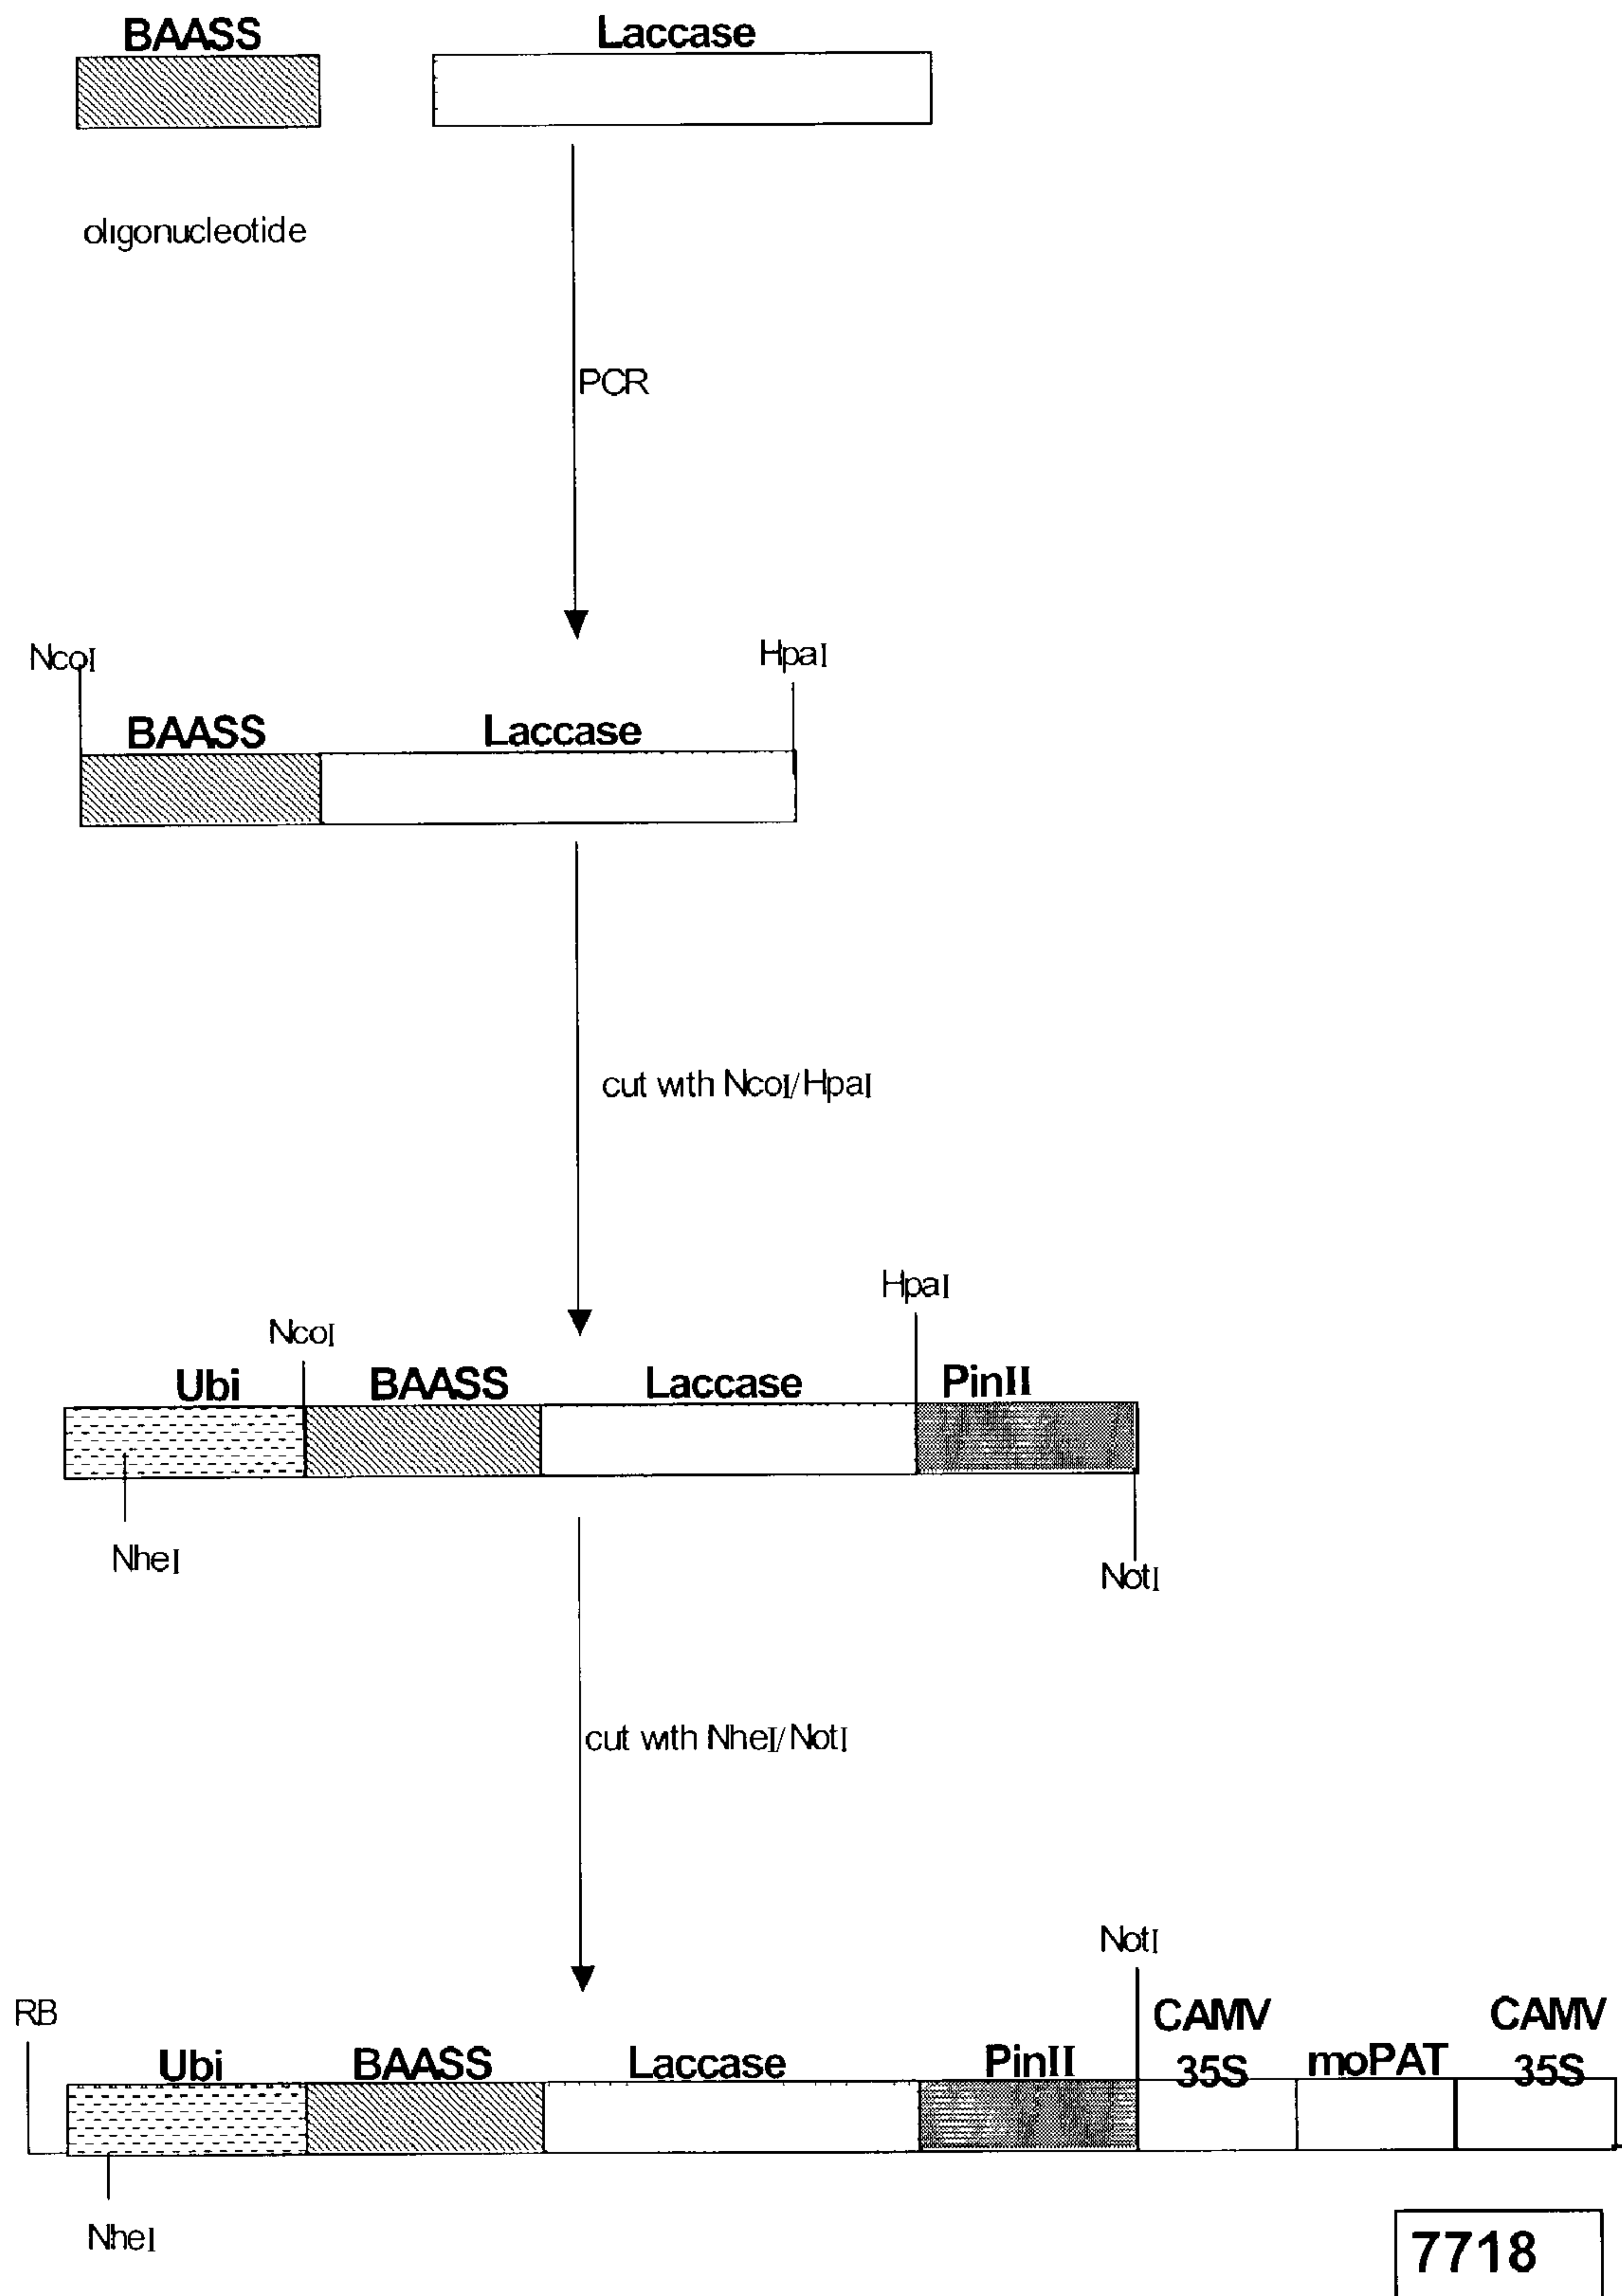 BAASS Laccase
oligonucleotide
PCR
NcoI HpaI
BAASS Laccase
cut with NcoI/HpaI
HpaI
NcoI
Ubi BAASS Laccase PinII
NheI NotI
cut with NheI/NotI
NotI
RB CAMV CAMV
Ubi BAASS Laccase PinII 35S moPAT 35S
NheI
7718